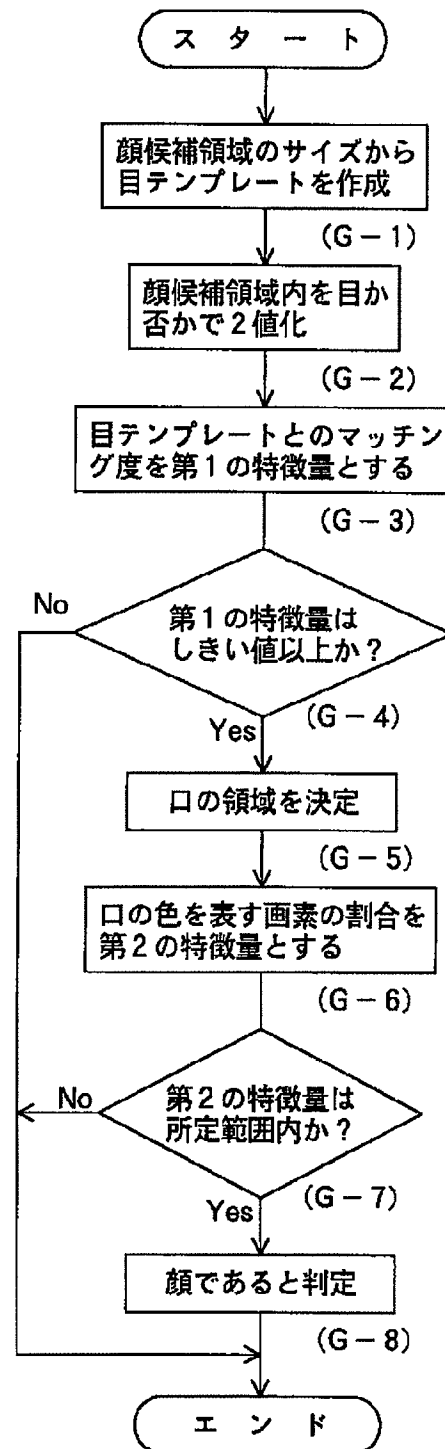 スタート
顔候補領域のサイズから
目テンプレートを作成
(G－1)
顔候補領域内を目か
否かで２値化
(G－2)
目テンプレートとのマッチン
グ度を第１の特徴量とする
(G－3)
No
第１の特徴量は
しきい値以上か？
(G－4)
Yes
口の領域を決定
(G－5)
口の色を表す画素の割合を
第２の特徴量とする
(G－6)
No
第２の特徴量は
所定範囲内か？
(G－7)
Yes
顔であると判定
(G－8)
エンド